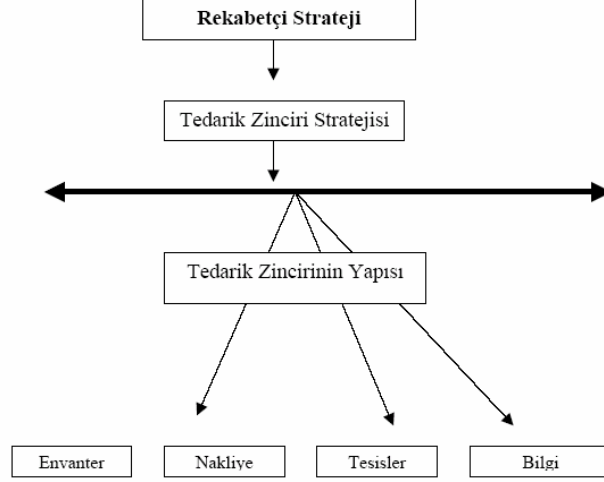 Rekabetçi Strateji
Tedarik Zinciri Stratejisi
Tedarik Zincirinin Yapısı
Envanter
Nakliye
Tesisler
Bilgi